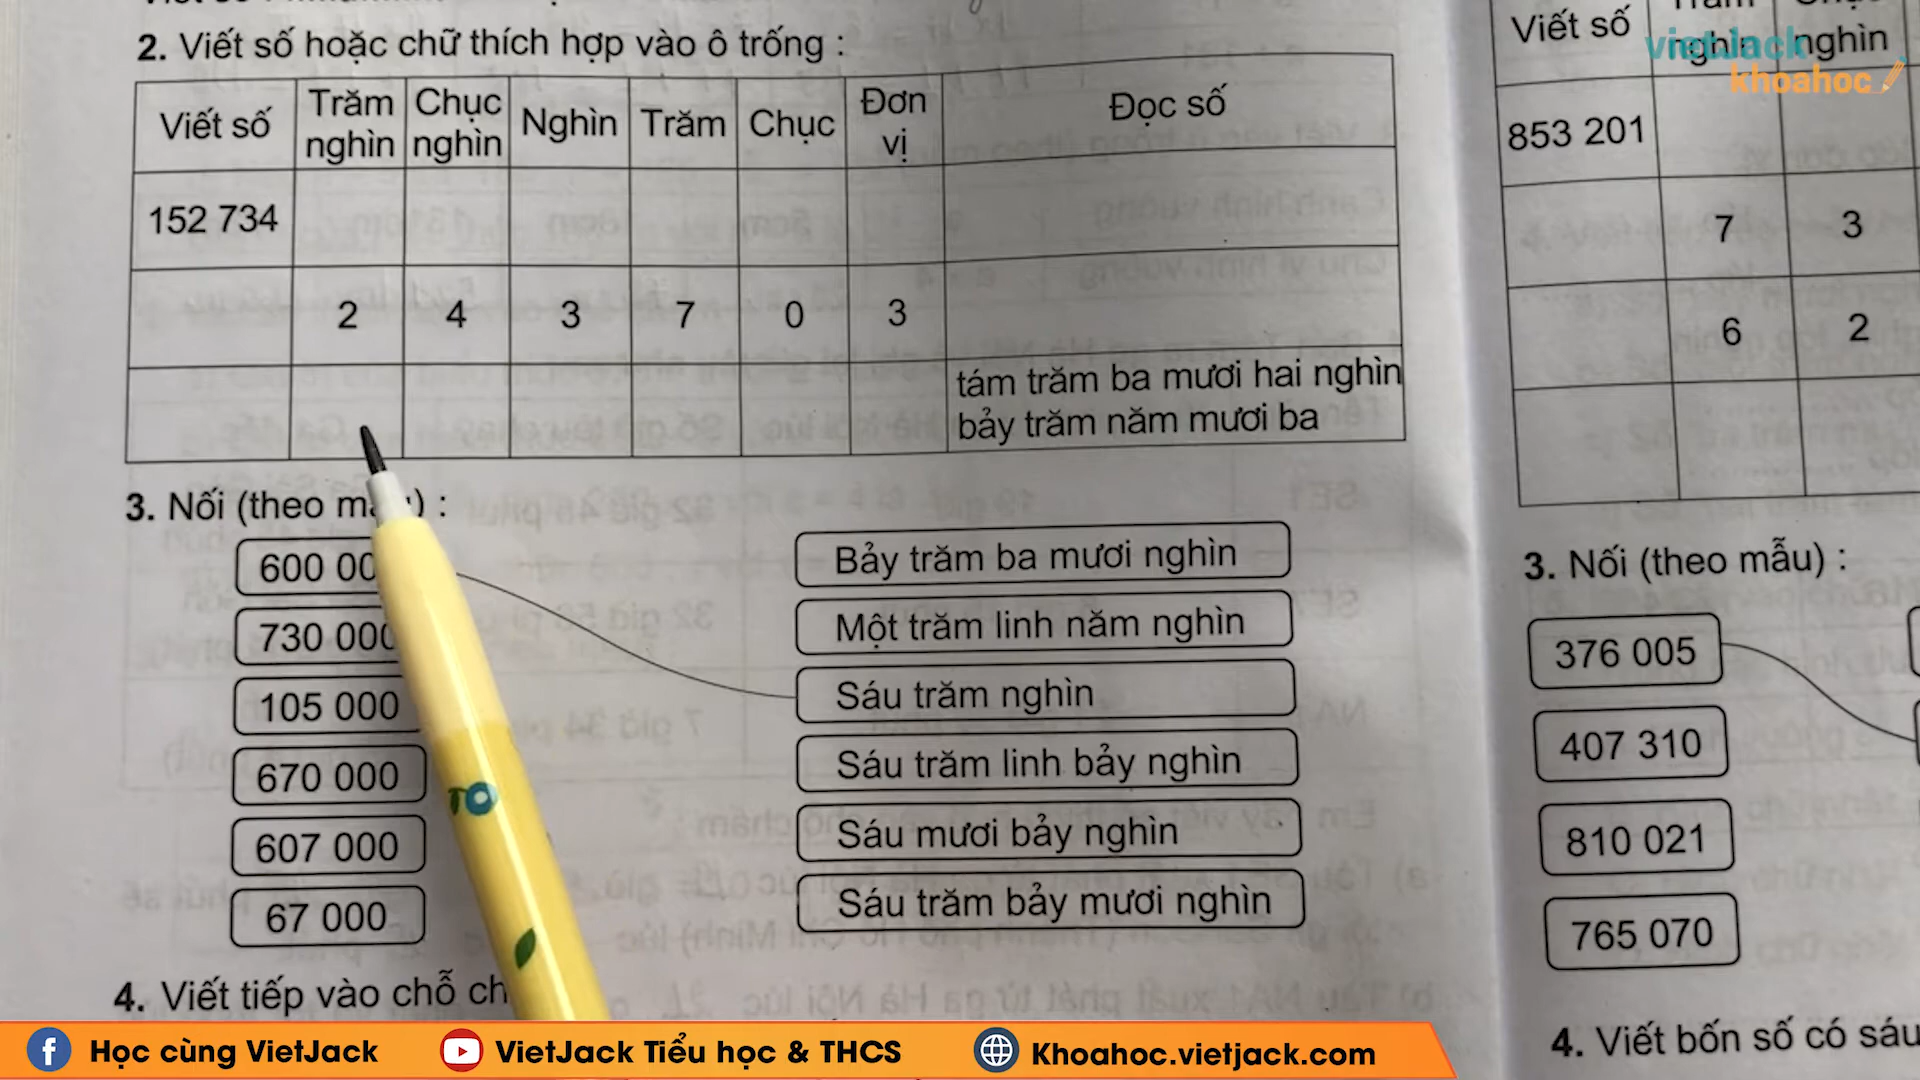 2. Viết số hoặc chữ thích hợp vào ô trống :
Viết số Trăm nghìn Chục nghìn Nghìn Trăm Chục Đơn vị Đọc số
152 734
2 4 3 7 0 3
tám trăm ba mươi hai nghìn
bảy trăm năm mươi ba
3. Nối (theo :
600
730 000
105 000
670 000
607 000
67 000
Bảy trăm ba mươi nghìn
Một trăm linh năm nghìn
Sáu trăm nghìn
Sáu trăm linh bảy nghìn
Sáu mươi bảy nghìn
Sáu trăm bảy mươi nghìn
4. Viết tiếp vào chỗ
Viết số nghìn nghìn
853 201
7 3
6 2
3. Nối (theo mẫu) :
376 005
407 310
810 021
765 070
4. Viết bốn số có sáu
vietjack
khoahoc
Học cùng VietJack
VietJack Tiểu học & THCS
Khoahoc.vietjack.com